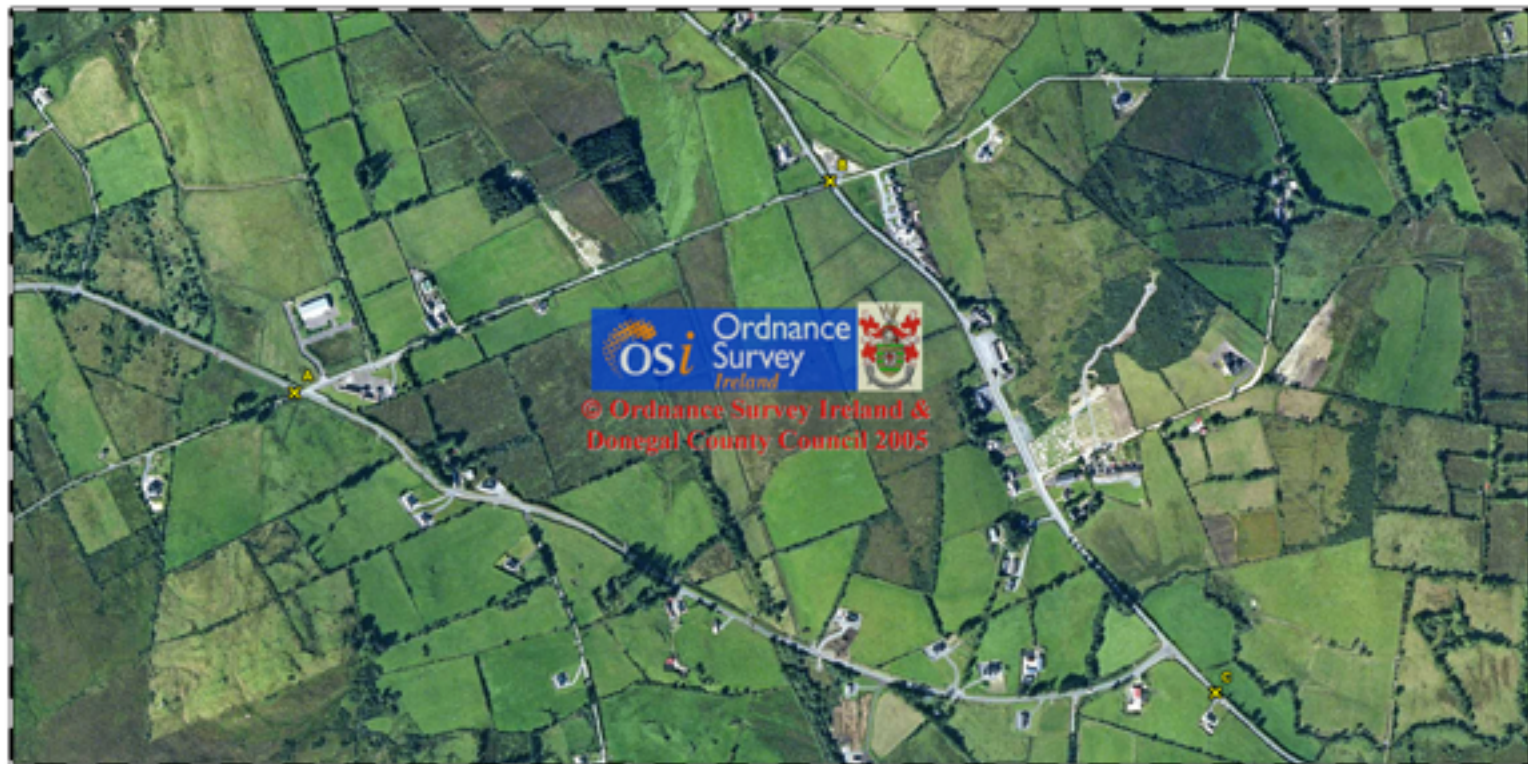 B
A
OSi Ordnance
Survey
Ireland
© Ordnance Survey Ireland &
Donegal County Council 2005
C